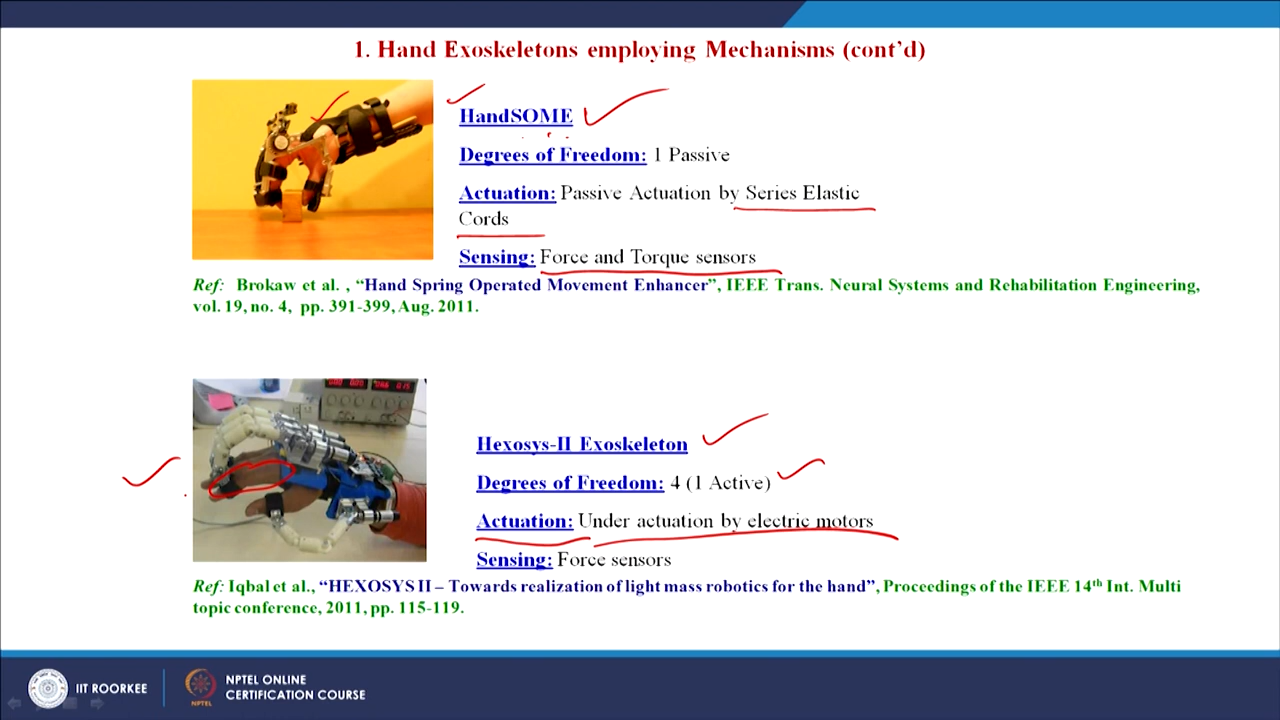 1. Hand Exoskeletons employing Mechanisms (cont'd)
HandSOME
Degrees of Freedom: 1 Passive
Actuation: Passive Actuation by Series Elastic
Cords
Sensing: Force and Torque sensors
Ref: Brokaw et al. , “Hand Spring Operated Movement Enhancer”, IEEE Trans. Neural Systems and Rehabilitation Engineering,
vol. 19, no. 4, pp. 391-399, Aug. 2011.
Hexosys-II Exoskeleton
Degrees of Freedom: 4 (1 Active)
Actuation: Under actuation by electric motors
Sensing: Force sensors
Ref: Iqbal et al., “HEXOSYS II – Towards realization of light mass robotics for the hand”, Proceedings of the IEEE 14th Int. Multi
topic conference, 2011, pp. 115-119.
IIT ROORKEE
NPTEL
NPTEL ONLINE
CERTIFICATION COURSE